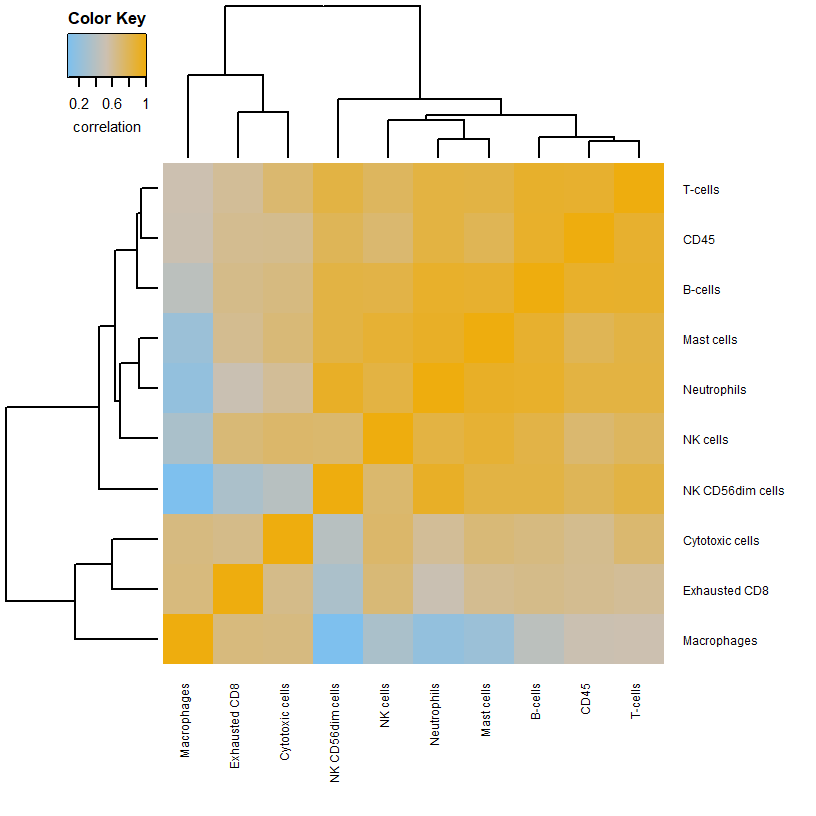 Color Key
0.2 0.6 1
correlation
T-cells
CD45
B-cells
Mast cells
Neutrophils
NK cells
NK CD56dim cells
Cytotoxic cells
Exhausted CD8
Macrophages
Macrophages
Exhausted CD8
Cytotoxic cells
NK CD56dim cells
NK cells
Neutrophils
Mast cells
B-cells
CD45
T-cells